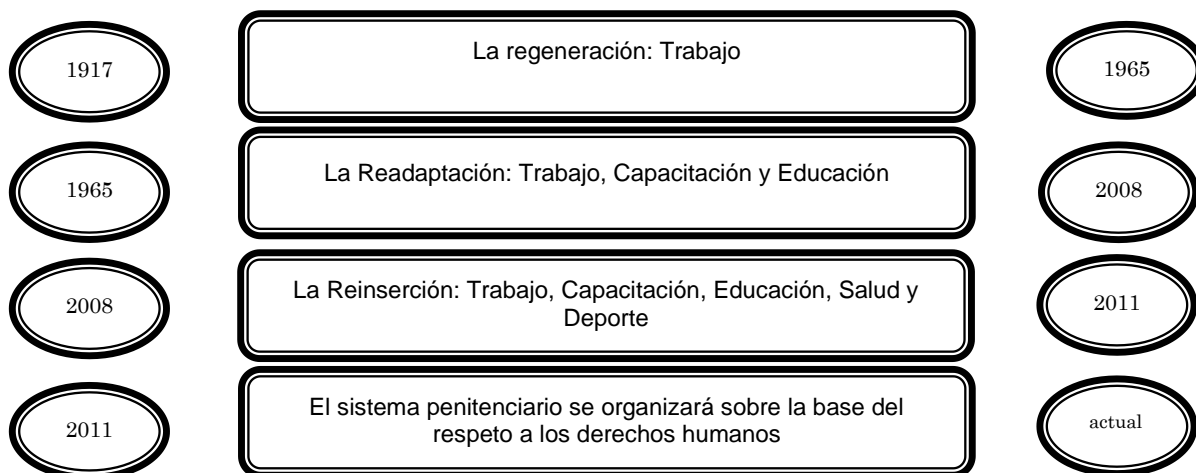 1917
La regeneración: Trabajo
1965
1965
La Readaptación: Trabajo, Capacitación y Educación
2008
2008
La Reinserción: Trabajo, Capacitación, Educación, Salud y
Deporte
2011
2011
El sistema penitenciario se organizará sobre la base del
respeto a los derechos humanos
actual